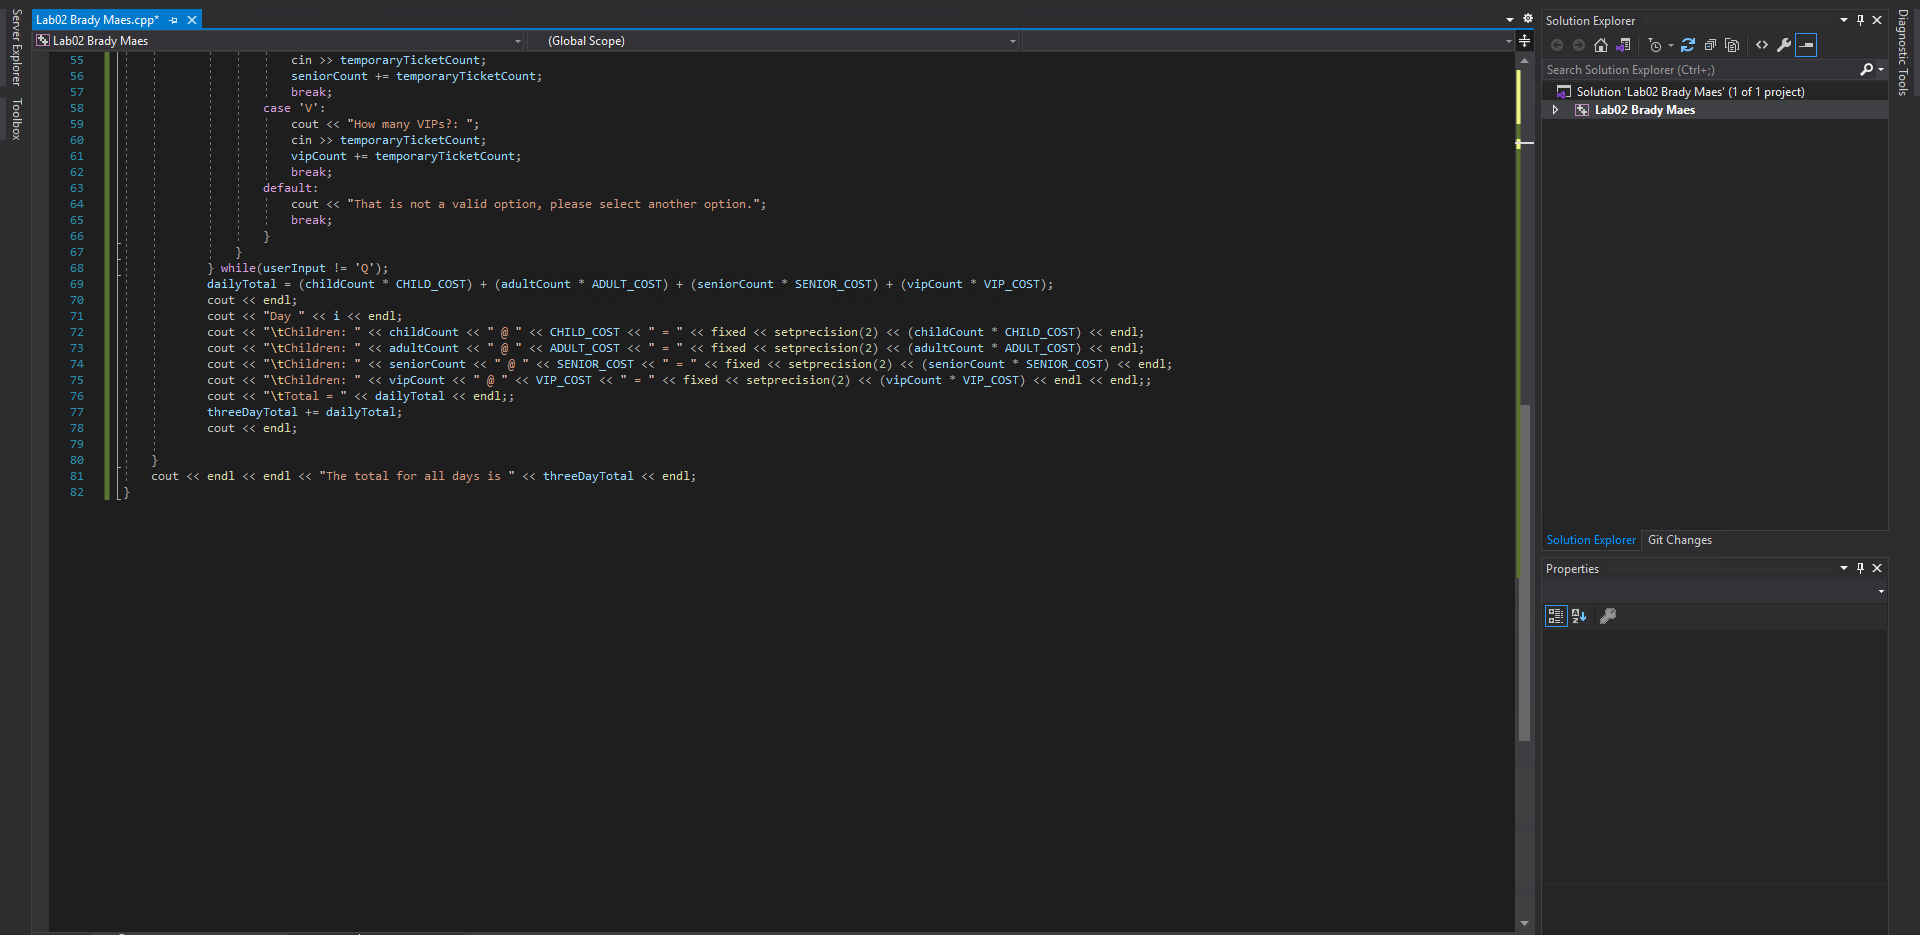 Server Explorer
Toolbox
Lab02 Brady Maes.cpp*
Lab02 Brady Maes
(Global Scope)
55 cin >> temporaryTicketCount;
56 seniorCount += temporaryTicketCount;
57 break;
58 case 'V':
59 cout << "How many VIPs?: ";
60 cin >> temporaryTicketCount;
61 vipCount += temporaryTicketCount;
62 break;
63 default:
64 cout << "That is not a valid option, please select another option.";
65 break;
66 }
67 }
68 } while(userInput != 'Q');
69 dailyTotal = (childCount * CHILD_COST) + (adultCount * ADULT_COST) + (seniorCount * SENIOR_COST) + (vipCount * VIP_COST);
70 cout << endl;
71 cout << "Day " << i << endl;
72 cout << "\tChildren: " << childCount << " @ " << CHILD_COST << " = " << fixed << setprecision(2) << (childCount * CHILD_COST) << endl;
73 cout << "\tChildren: " << adultCount << " @ " << ADULT_COST << " = " << fixed << setprecision(2) << (adultCount * ADULT_COST) << endl;
74 cout << "\tChildren: " << seniorCount << " @ " << SENIOR_COST << " = " << fixed << setprecision(2) << (seniorCount * SENIOR_COST) << endl;
75 cout << "\tChildren: " << vipCount << " @ " << VIP_COST << " = " << fixed << setprecision(2) << (vipCount * VIP_COST) << endl << endl;;
76 cout << "\tTotal = " << dailyTotal << endl;;
77 threeDayTotal += dailyTotal;
78 cout << endl;
79
80 }
81 cout << endl << endl << "The total for all days is " << threeDayTotal << endl;
82 }
Solution Explorer
Search Solution Explorer (Ctrl+;)
Solution 'Lab02 Brady Maes' (1 of 1 project)
Lab02 Brady Maes
Solution Explorer Git Changes
Properties
Diagnostic Tools